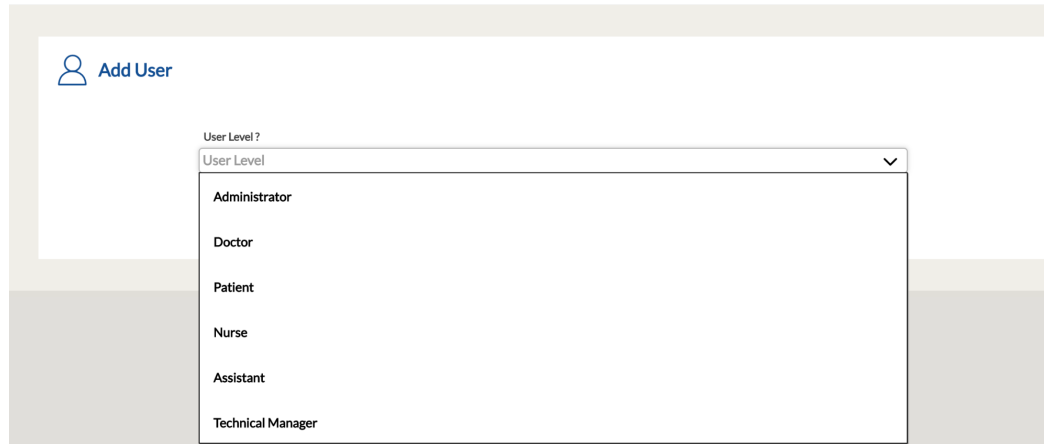 Add User
User Level ?
User Level
Administrator
Doctor
Patient
Nurse
Assistant
Technical Manager